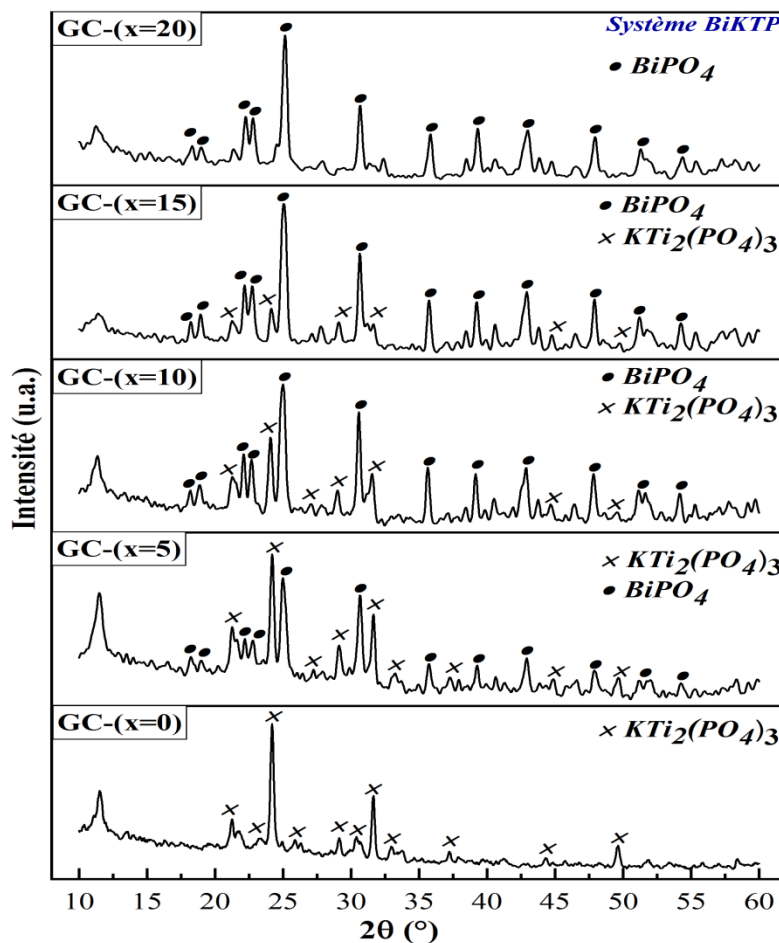 GC-(x=20)
Système BiKTP
● BiPO4
GC-(x=15)
● BiPO4
× KTi2(PO4)3
GC-(x=10)
● BiPO4
× KTi2(PO4)3
GC-(x=5)
× KTi2(PO4)3
● BiPO4
GC-(x=0)
× KTi2(PO4)3
Intensité (u.a.)
10 15 20 25 30 35 40 45 50 55 60
2θ (°)